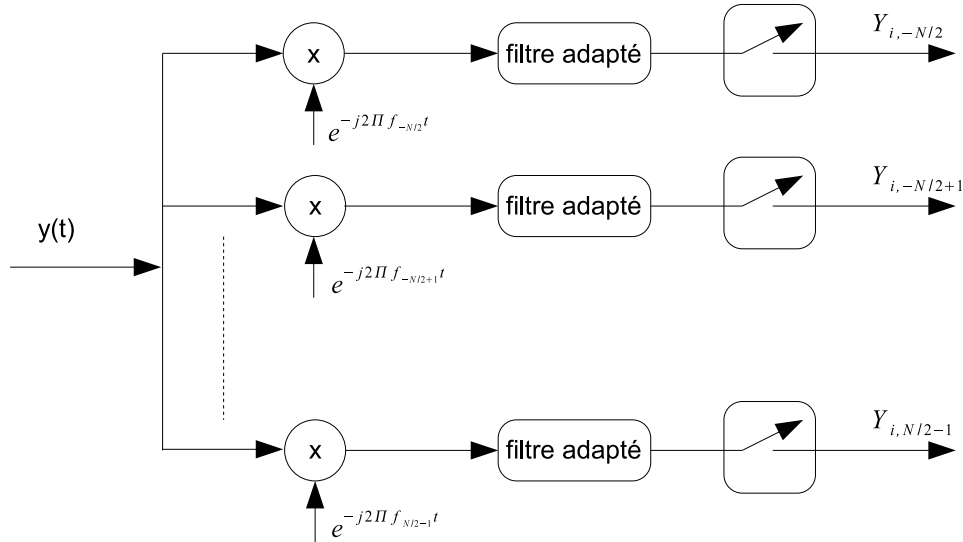 x filtre adapté Y_{i,-N/2}
e^{-j2Π f_{-N/2} t}
x filtre adapté Y_{i,-N/2+1}
y(t)
e^{-j2Π f_{-N/2+1} t}
x filtre adapté Y_{i,N/2-1}
e^{-j2Π f_{N/2-1} t}